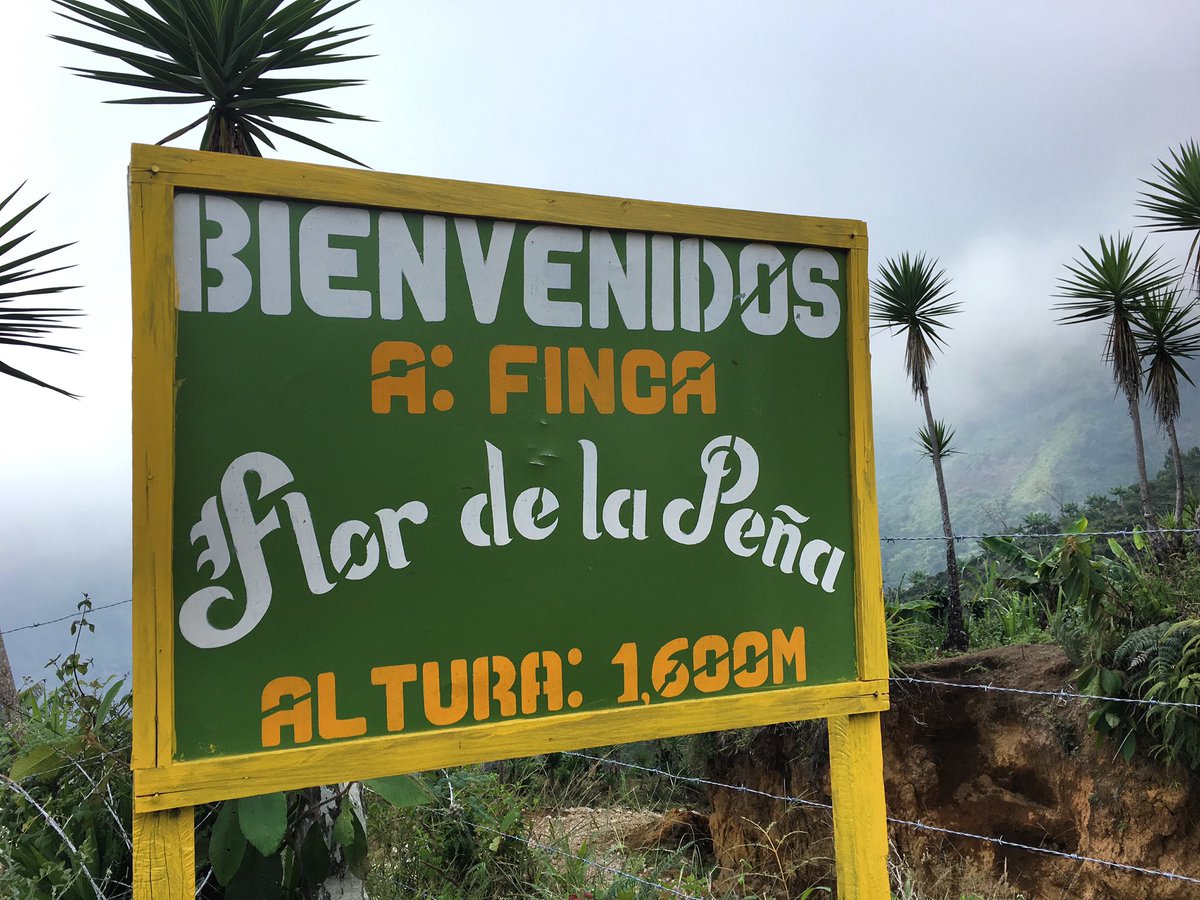 BIENVENIDOS
A: FINCA
Flor de la Peña
ALTURA: 1,600M